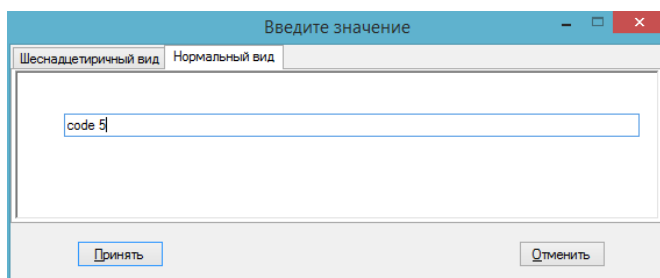 Введите значение
Шеснадцетиричный вид Нормальный вид
code 5
Принять Отменить